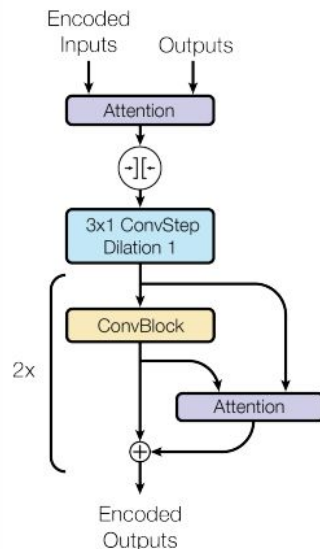 Encoded
Inputs
Outputs
Attention
→][←
3x1 ConvStep
Dilation 1
ConvBlock
2x
Attention
+
Encoded
Outputs